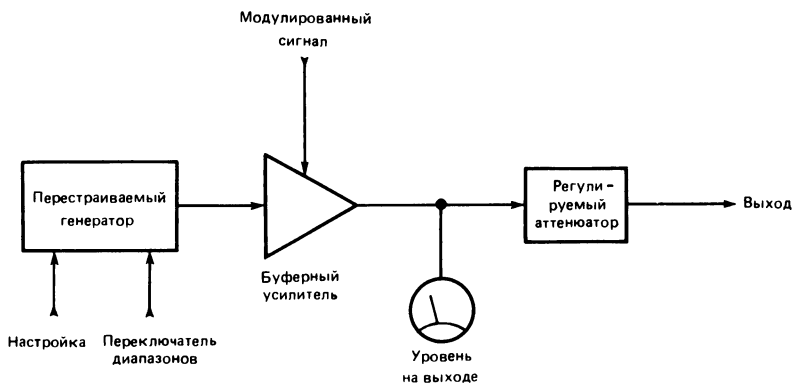 Модулированный
сигнал
Перестраиваемый
генератор
Регули-
руемый
аттенюатор
Выход
Буферный
усилитель
Настройка
Переключатель
диапазонов
Уровень
на выходе